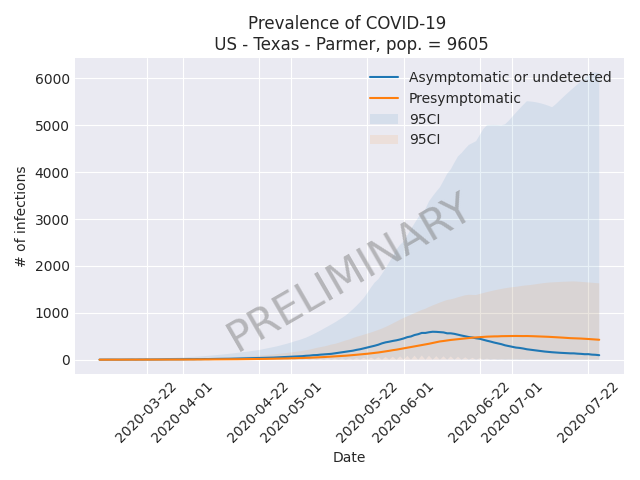 Prevalence of COVID-19
US - Texas - Parmer, pop. = 9605
# of infections
6000
5000
4000
3000
2000
1000
0
Asymptomatic or undetected
Presymptomatic
95CI
95CI
PRELIMINARY
2020-03-22
2020-04-01
2020-04-22
2020-05-01
2020-05-22
2020-06-01
2020-06-22
2020-07-01
2020-07-22
Date